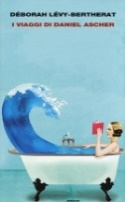 DÉBORAH LÉVY-BERTHERAT
I VIAGGI DI DANIEL ASCHER